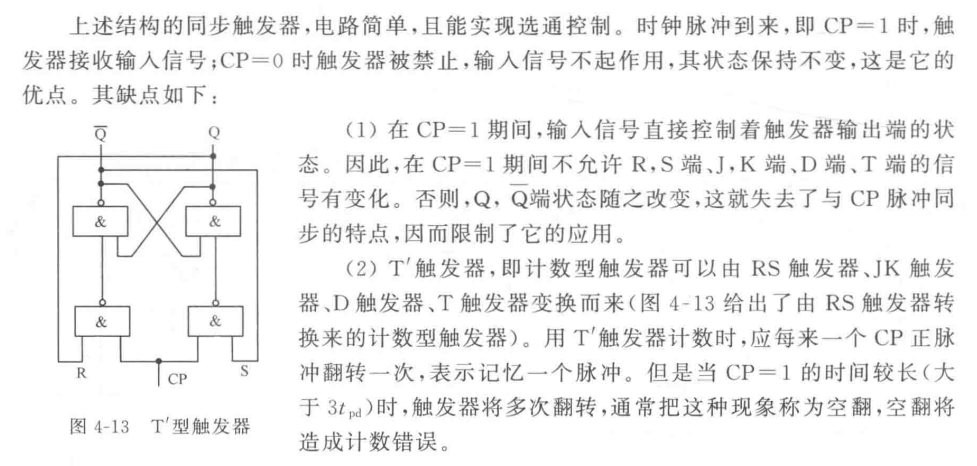 上述结构的同步触发器,电路简单,且能实现选通控制。时钟脉冲到来,即 CP=1 时,触
发器接收输入信号;CP=0 时触发器被禁止,输入信号不起作用,其状态保持不变,这是它的
优点。其缺点如下:
Q̅ Q
& &
& &
R CP S
图 4-13 T′型触发器
(1) 在 CP=1 期间,输入信号直接控制着触发器输出端的状
态。因此,在 CP=1 期间不允许 R,S 端、J,K 端、D 端、T 端的信
号有变化。否则,Q, Q̅端状态随之改变,这就失去了与 CP 脉冲同
步的特点,因而限制了它的应用。
(2) T′触发器,即计数型触发器可以由 RS 触发器、JK 触发
器、D 触发器、T 触发器变换而来(图 4-13 给出了由 RS 触发器转
换来的计数型触发器)。用 T′触发器计数时,应每来一个 CP 正脉
冲翻转一次,表示记忆一个脉冲。但是当 CP=1 的时间较长(大
于 3tpd)时,触发器将多次翻转,通常把这种现象称为空翻,空翻将
造成计数错误。